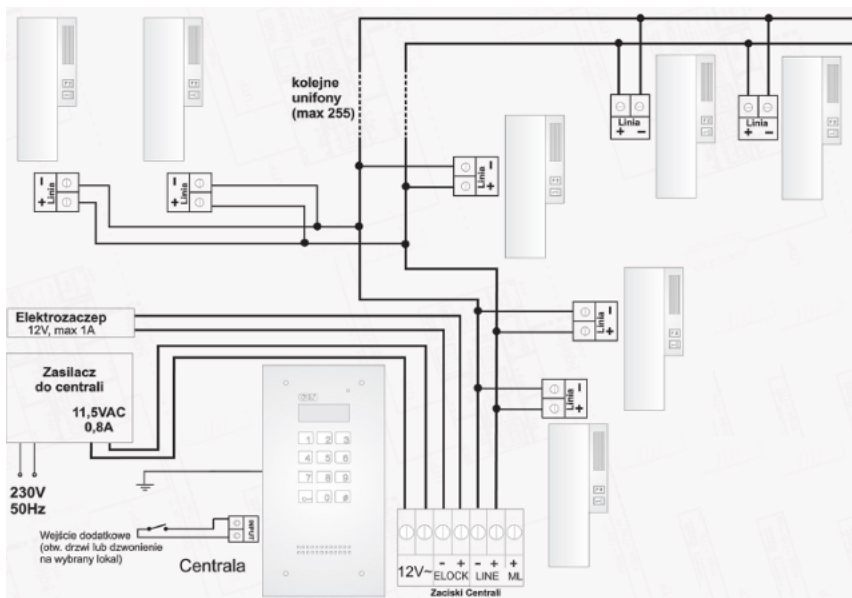 kolejne
unifony
(max 255)
Linia
+ −
Linia
+ −
− + Linia
− + Linia
− + Linia
− + Linia
− + Linia
Elektrozaczep
12V, max 1A
Zasilacz
do centrali
11,5VAC
0,8A
230V
50Hz
1 2 3
4 5 6
7 8 9
0
Wejście dodatkowe
(otw. drzwi lub dzwonienie
na wybrany lokal)
INPUT
Centrala
12V~
− +
ELOCK
− +
LINE
+
ML
Zaciski Centrali